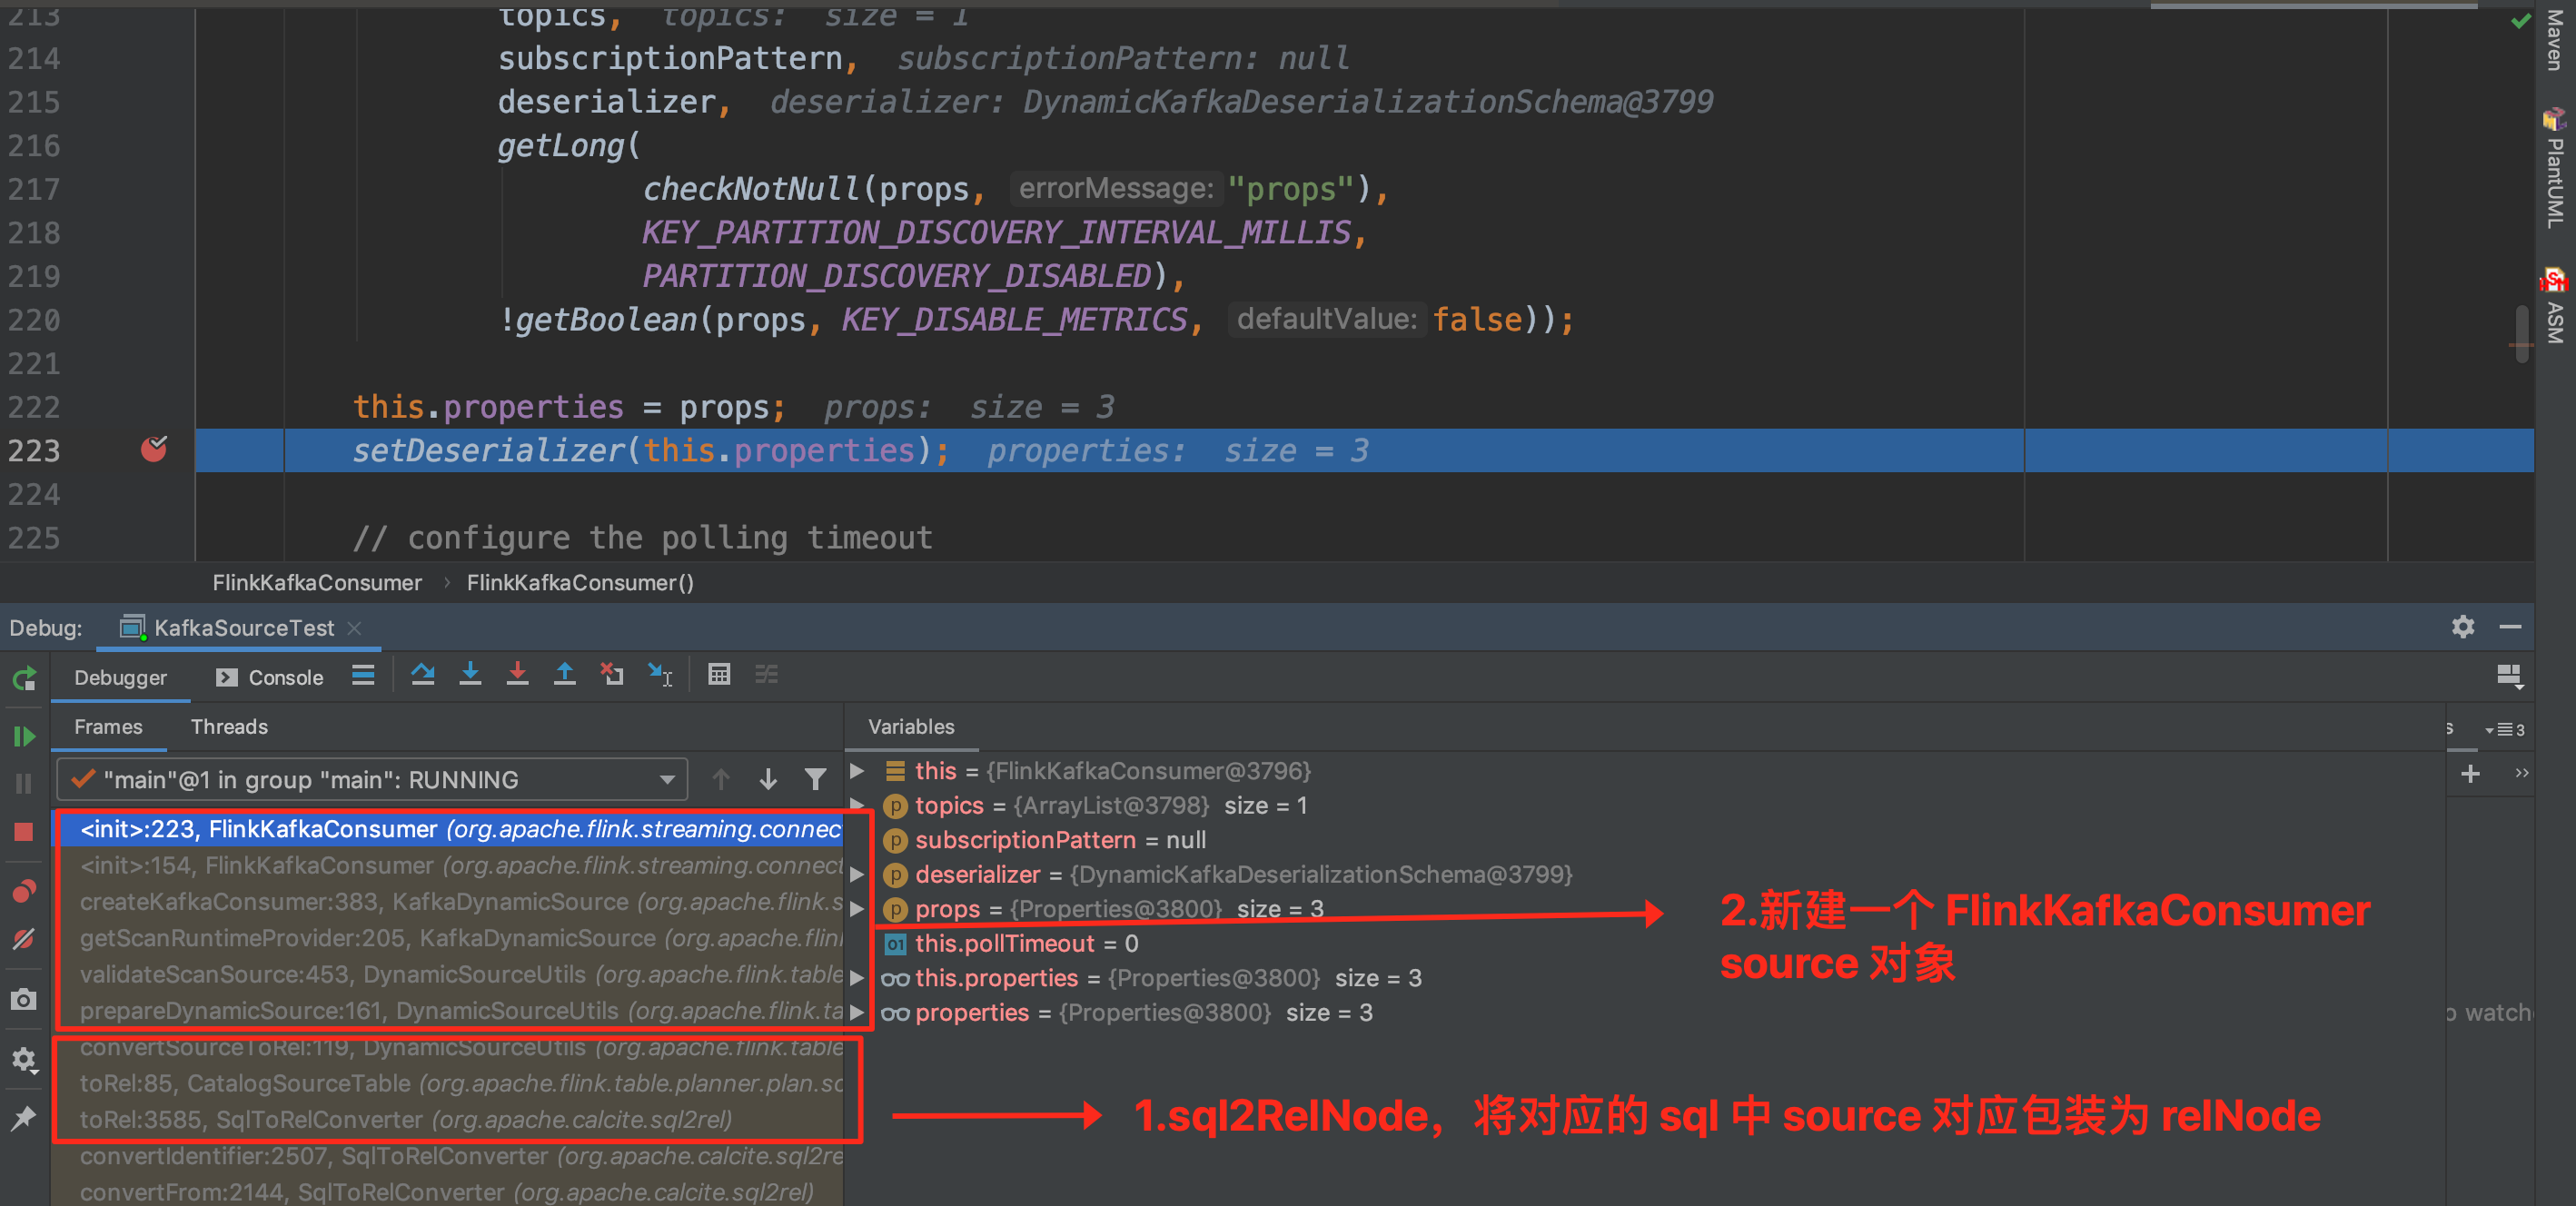 213 topics, topics: size = 1
214 subscriptionPattern, subscriptionPattern: null
215 deserializer, deserializer: DynamicKafkaDeserializationSchema@3799
216 getLong(
217 checkNotNull(props, errorMessage: "props"),
218 KEY_PARTITION_DISCOVERY_INTERVAL_MILLIS,
219 PARTITION_DISCOVERY_DISABLED),
220 !getBoolean(props, KEY_DISABLE_METRICS, defaultValue: false));
221
222 this.properties = props; props: size = 3
223 setDeserializer(this.properties); properties: size = 3
224
225 // configure the polling timeout
Maven
PlantUML
ASM
FlinkKafkaConsumer › FlinkKafkaConsumer()
Debug: KafkaSourceTest
Debugger Console
Frames Threads
"main"@1 in group "main": RUNNING
<init>:223, FlinkKafkaConsumer (org.apache.flink.streaming.connect
<init>:154, FlinkKafkaConsumer (org.apache.flink.streaming.connect
createKafkaConsumer:383, KafkaDynamicSource (org.apache.flink.s
getScanRuntimeProvider:205, KafkaDynamicSource (org.apache.flin
validateScanSource:453, DynamicSourceUtils (org.apache.flink.table
prepareDynamicSource:161, DynamicSourceUtils (org.apache.flink.ta
convertSourceToRel:119, DynamicSourceUtils (org.apache.flink.table
toRel:85, CatalogSourceTable (org.apache.flink.table.planner.plan.sc
toRel:3585, SqlToRelConverter (org.apache.calcite.sql2rel)
convertIdentifier:2507, SqlToRelConverter (org.apache.calcite.sql2re
convertFrom:2144, SqlToRelConverter (org.apache.calcite.sql2rel)
Variables
this = {FlinkKafkaConsumer@3796}
topics = {ArrayList@3798} size = 1
subscriptionPattern = null
deserializer = {DynamicKafkaDeserializationSchema@3799}
props = {Properties@3800} size = 3
this.pollTimeout = 0
this.properties = {Properties@3800} size = 3
properties = {Properties@3800} size = 3
s 3
o watch
2.新建一个 FlinkKafkaConsumer
source 对象
1.sql2RelNode，将对应的 sql 中 source 对应包装为 relNode